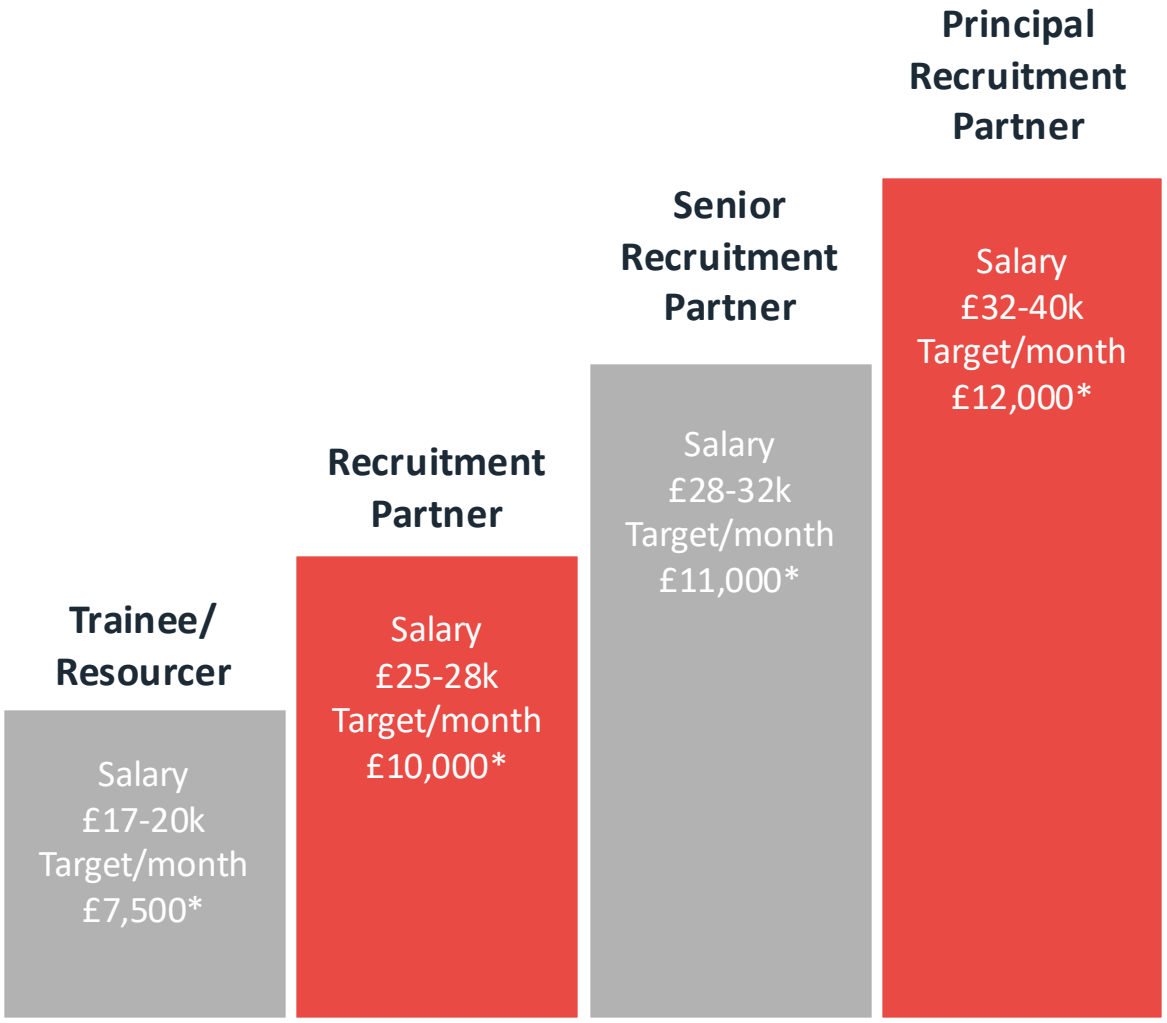 Trainee/
Resourcer
Salary
£17-20k
Target/month
£7,500*
Recruitment
Partner
Salary
£25-28k
Target/month
£10,000*
Senior
Recruitment
Partner
Salary
£28-32k
Target/month
£11,000*
Principal
Recruitment
Partner
Salary
£32-40k
Target/month
£12,000*